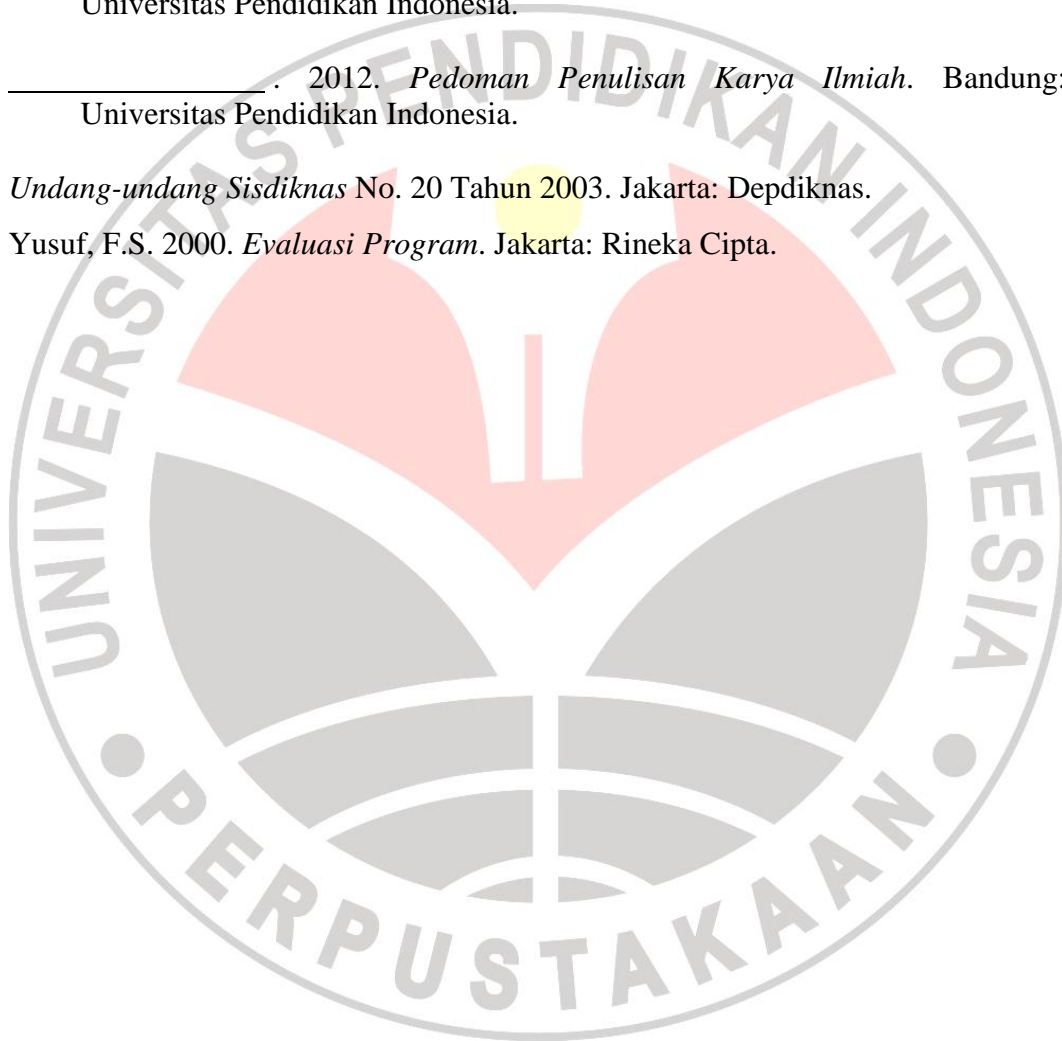 Universitas Pendidikan Indonesia.
_______________. 2012. Pedoman Penulisan Karya Ilmiah. Bandung:
Universitas Pendidikan Indonesia.
Undang-undang Sisdiknas No. 20 Tahun 2003. Jakarta: Depdiknas.
Yusuf, F.S. 2000. Evaluasi Program. Jakarta: Rineka Cipta.
UNIVERSITAS PENDIDIKAN INDONESIA
PERPUSTAKAAN